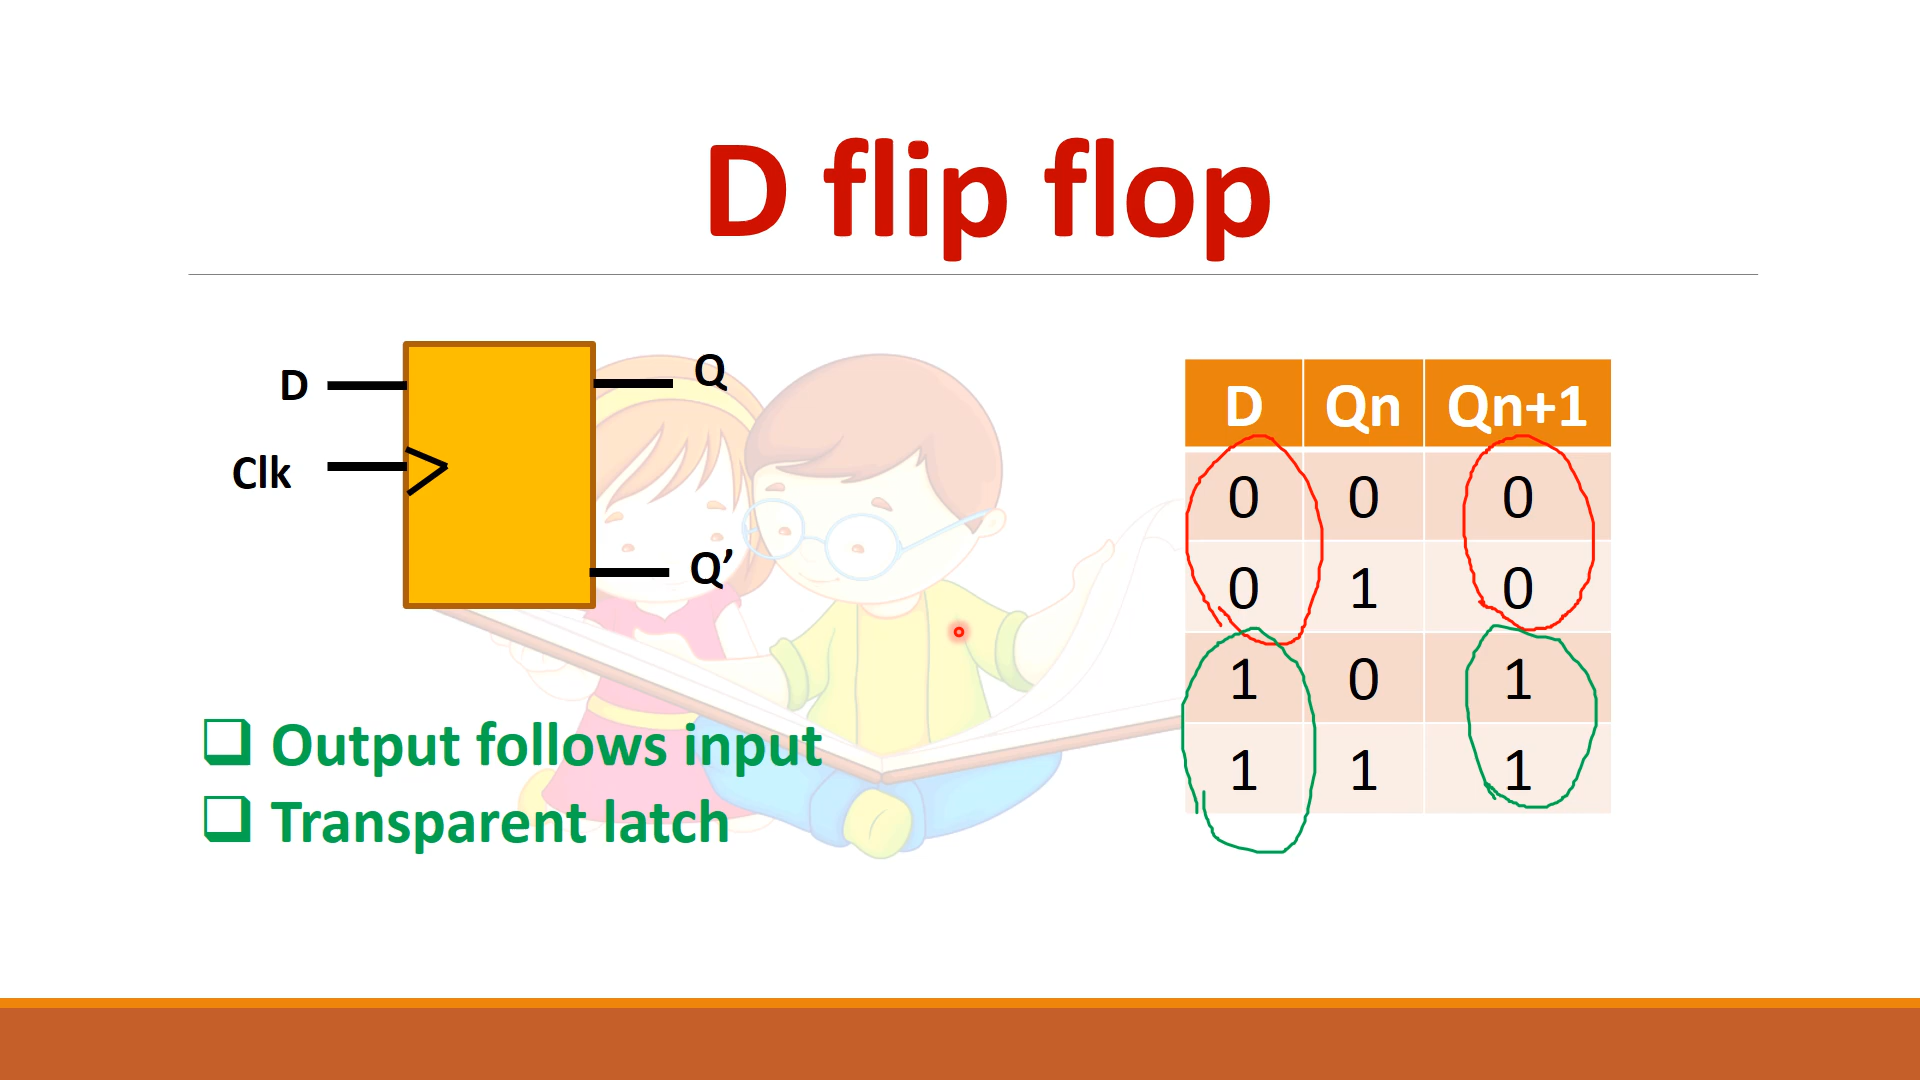 D flip flop
D
Q
Clk
Q’
Output follows input
Transparent latch
D Qn Qn+1
0 0 0
0 1 0
1 0 1
1 1 1